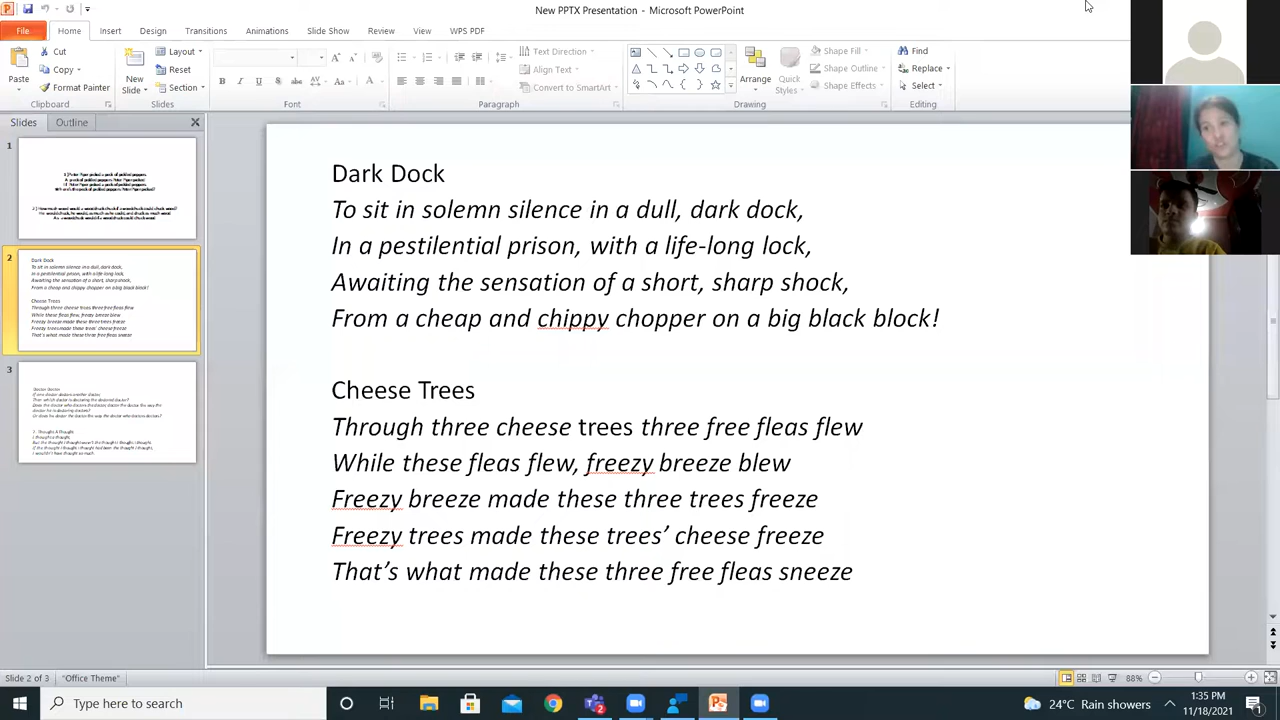 New PPTX Presentation - Microsoft PowerPoint
File Home Insert Design Transitions Animations Slide Show Review View WPS PDF
Cut
Copy
Format Painter
Paste
Clipboard
New Slide
Layout
Reset
Section
Slides
Font
Text Direction
Align Text
Convert to SmartArt
Paragraph
Arrange
Quick Styles
Shape Fill
Shape Outline
Shape Effects
Drawing
Find
Replace
Select
Editing
Slides Outline
1
2
3
Dark Dock
To sit in solemn silence in a dull, dark dock,
In a pestilential prison, with a life-long lock,
Awaiting the sensation of a short, sharp shock,
From a cheap and chippy chopper on a big black block!
Cheese Trees
Through three cheese trees three free fleas flew
While these fleas flew, freezy breeze blew
Freezy breeze made these three trees freeze
Freezy trees made these trees’ cheese freeze
That’s what made these three free fleas sneeze
Slide 2 of 3
"Office Theme"
88%
Type here to search
24°C Rain showers
1:35 PM
11/18/2021